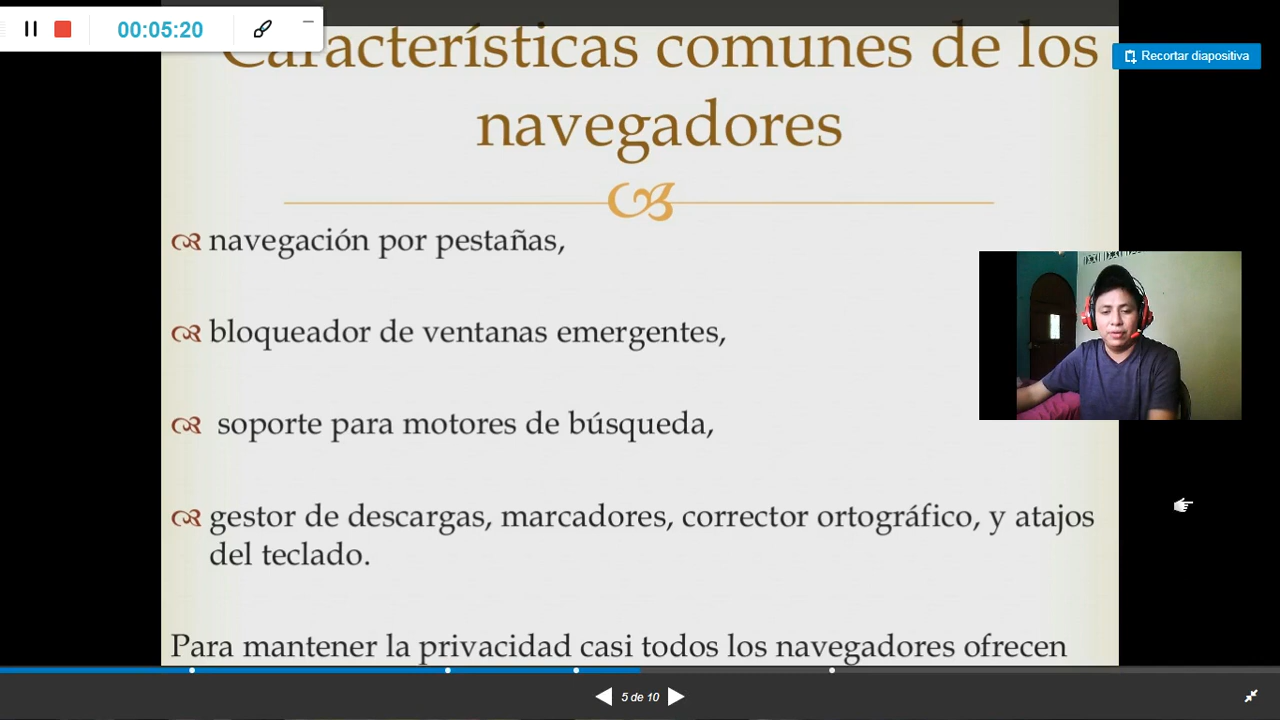 00:05:20
Características comunes de los
navegadores
Recortar diapositiva
navegación por pestañas,
bloqueador de ventanas emergentes,
soporte para motores de búsqueda,
gestor de descargas, marcadores, corrector ortográfico, y atajos
del teclado.
Para mantener la privacidad casi todos los navegadores ofrecen
5 de 10